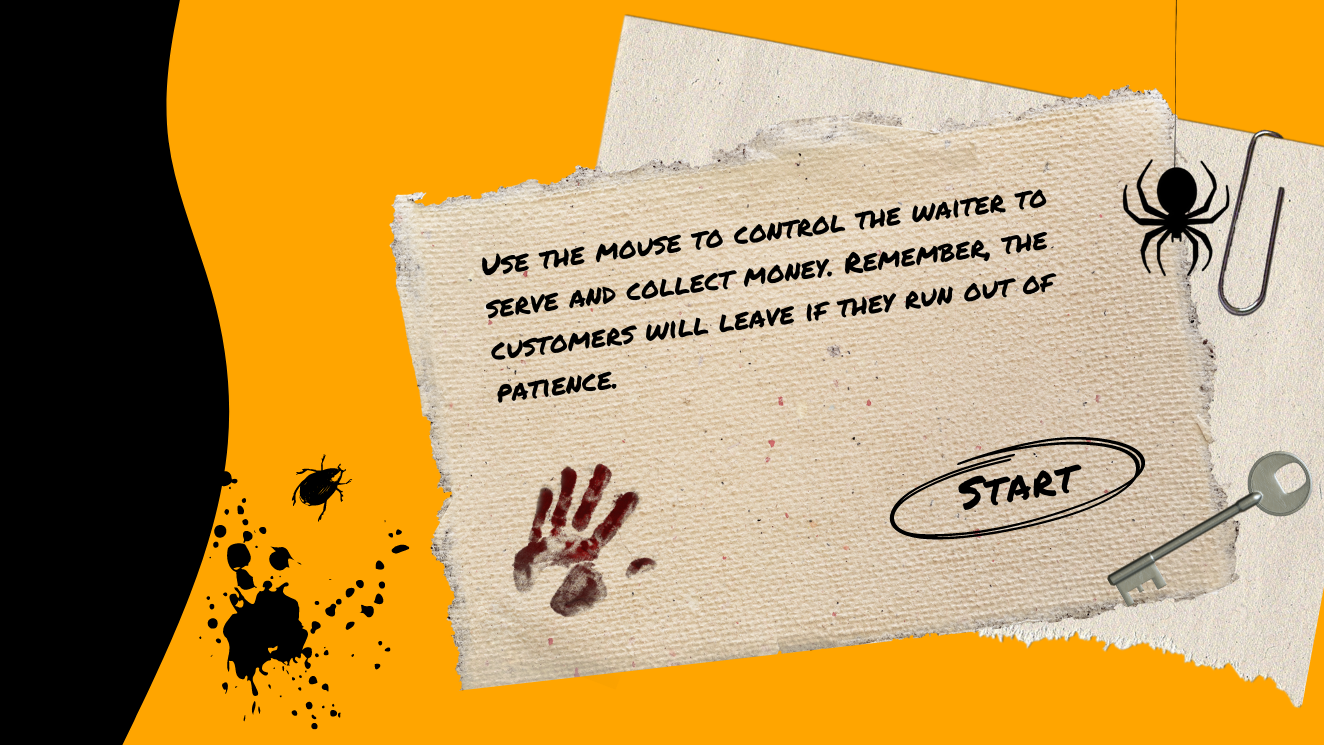 Use the mouse to control the waiter to
serve and collect money. Remember, the
customers will leave if they run out of
patience.
Start